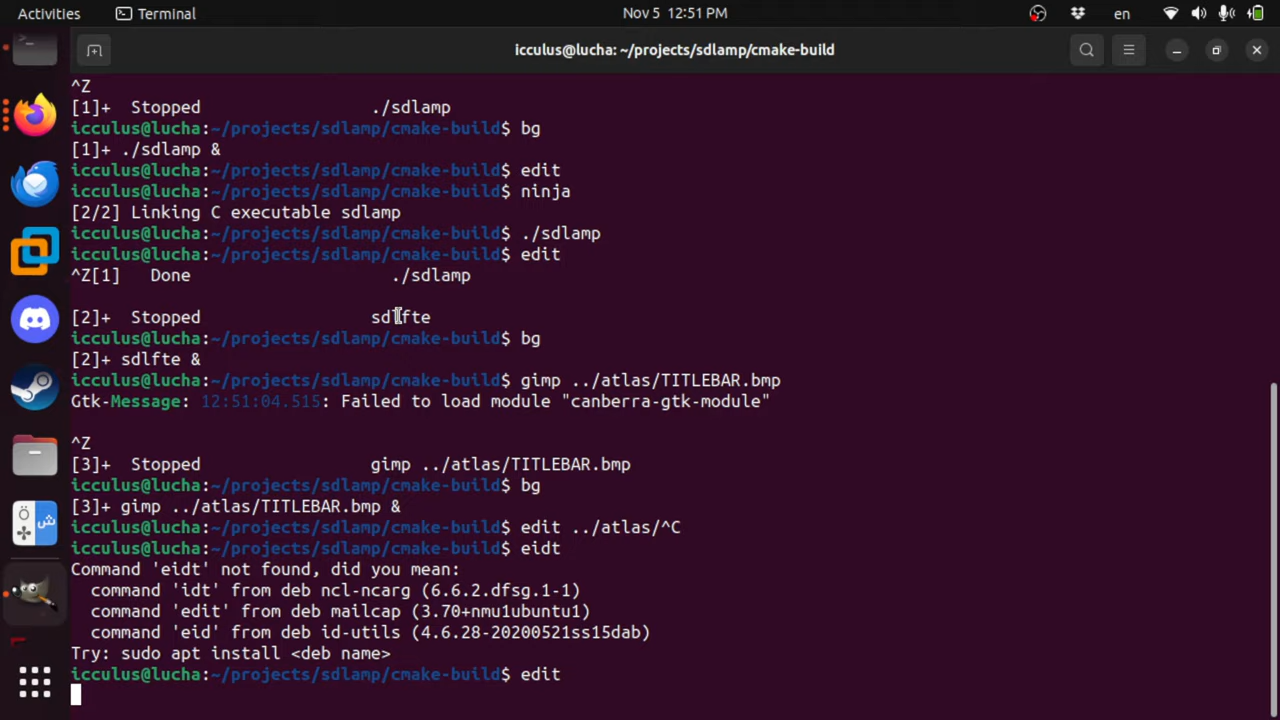 Activities Terminal Nov 5 12:51 PM en
icculus@lucha: ~/projects/sdlamp/cmake-build
^Z
[1]+ Stopped ./sdlamp
icculus@lucha:~/projects/sdlamp/cmake-build$ bg
[1]+ ./sdlamp &
icculus@lucha:~/projects/sdlamp/cmake-build$ edit
icculus@lucha:~/projects/sdlamp/cmake-build$ ninja
[2/2] Linking C executable sdlamp
icculus@lucha:~/projects/sdlamp/cmake-build$ ./sdlamp
icculus@lucha:~/projects/sdlamp/cmake-build$ edit
^Z[1] Done ./sdlamp
[2]+ Stopped sdlfte
icculus@lucha:~/projects/sdlamp/cmake-build$ bg
[2]+ sdlfte &
icculus@lucha:~/projects/sdlamp/cmake-build$ gimp ../atlas/TITLEBAR.bmp
Gtk-Message: 12:51:04.515: Failed to load module "canberra-gtk-module"
^Z
[3]+ Stopped gimp ../atlas/TITLEBAR.bmp
icculus@lucha:~/projects/sdlamp/cmake-build$ bg
[3]+ gimp ../atlas/TITLEBAR.bmp &
icculus@lucha:~/projects/sdlamp/cmake-build$ edit ../atlas/^C
icculus@lucha:~/projects/sdlamp/cmake-build$ eidt
Command 'eidt' not found, did you mean:
command 'idt' from deb ncl-ncarg (6.6.2.dfsg.1-1)
command 'edit' from deb mailcap (3.70+nmu1ubuntu1)
command 'eid' from deb id-utils (4.6.28-20200521ss15dab)
Try: sudo apt install <deb name>
icculus@lucha:~/projects/sdlamp/cmake-build$ edit